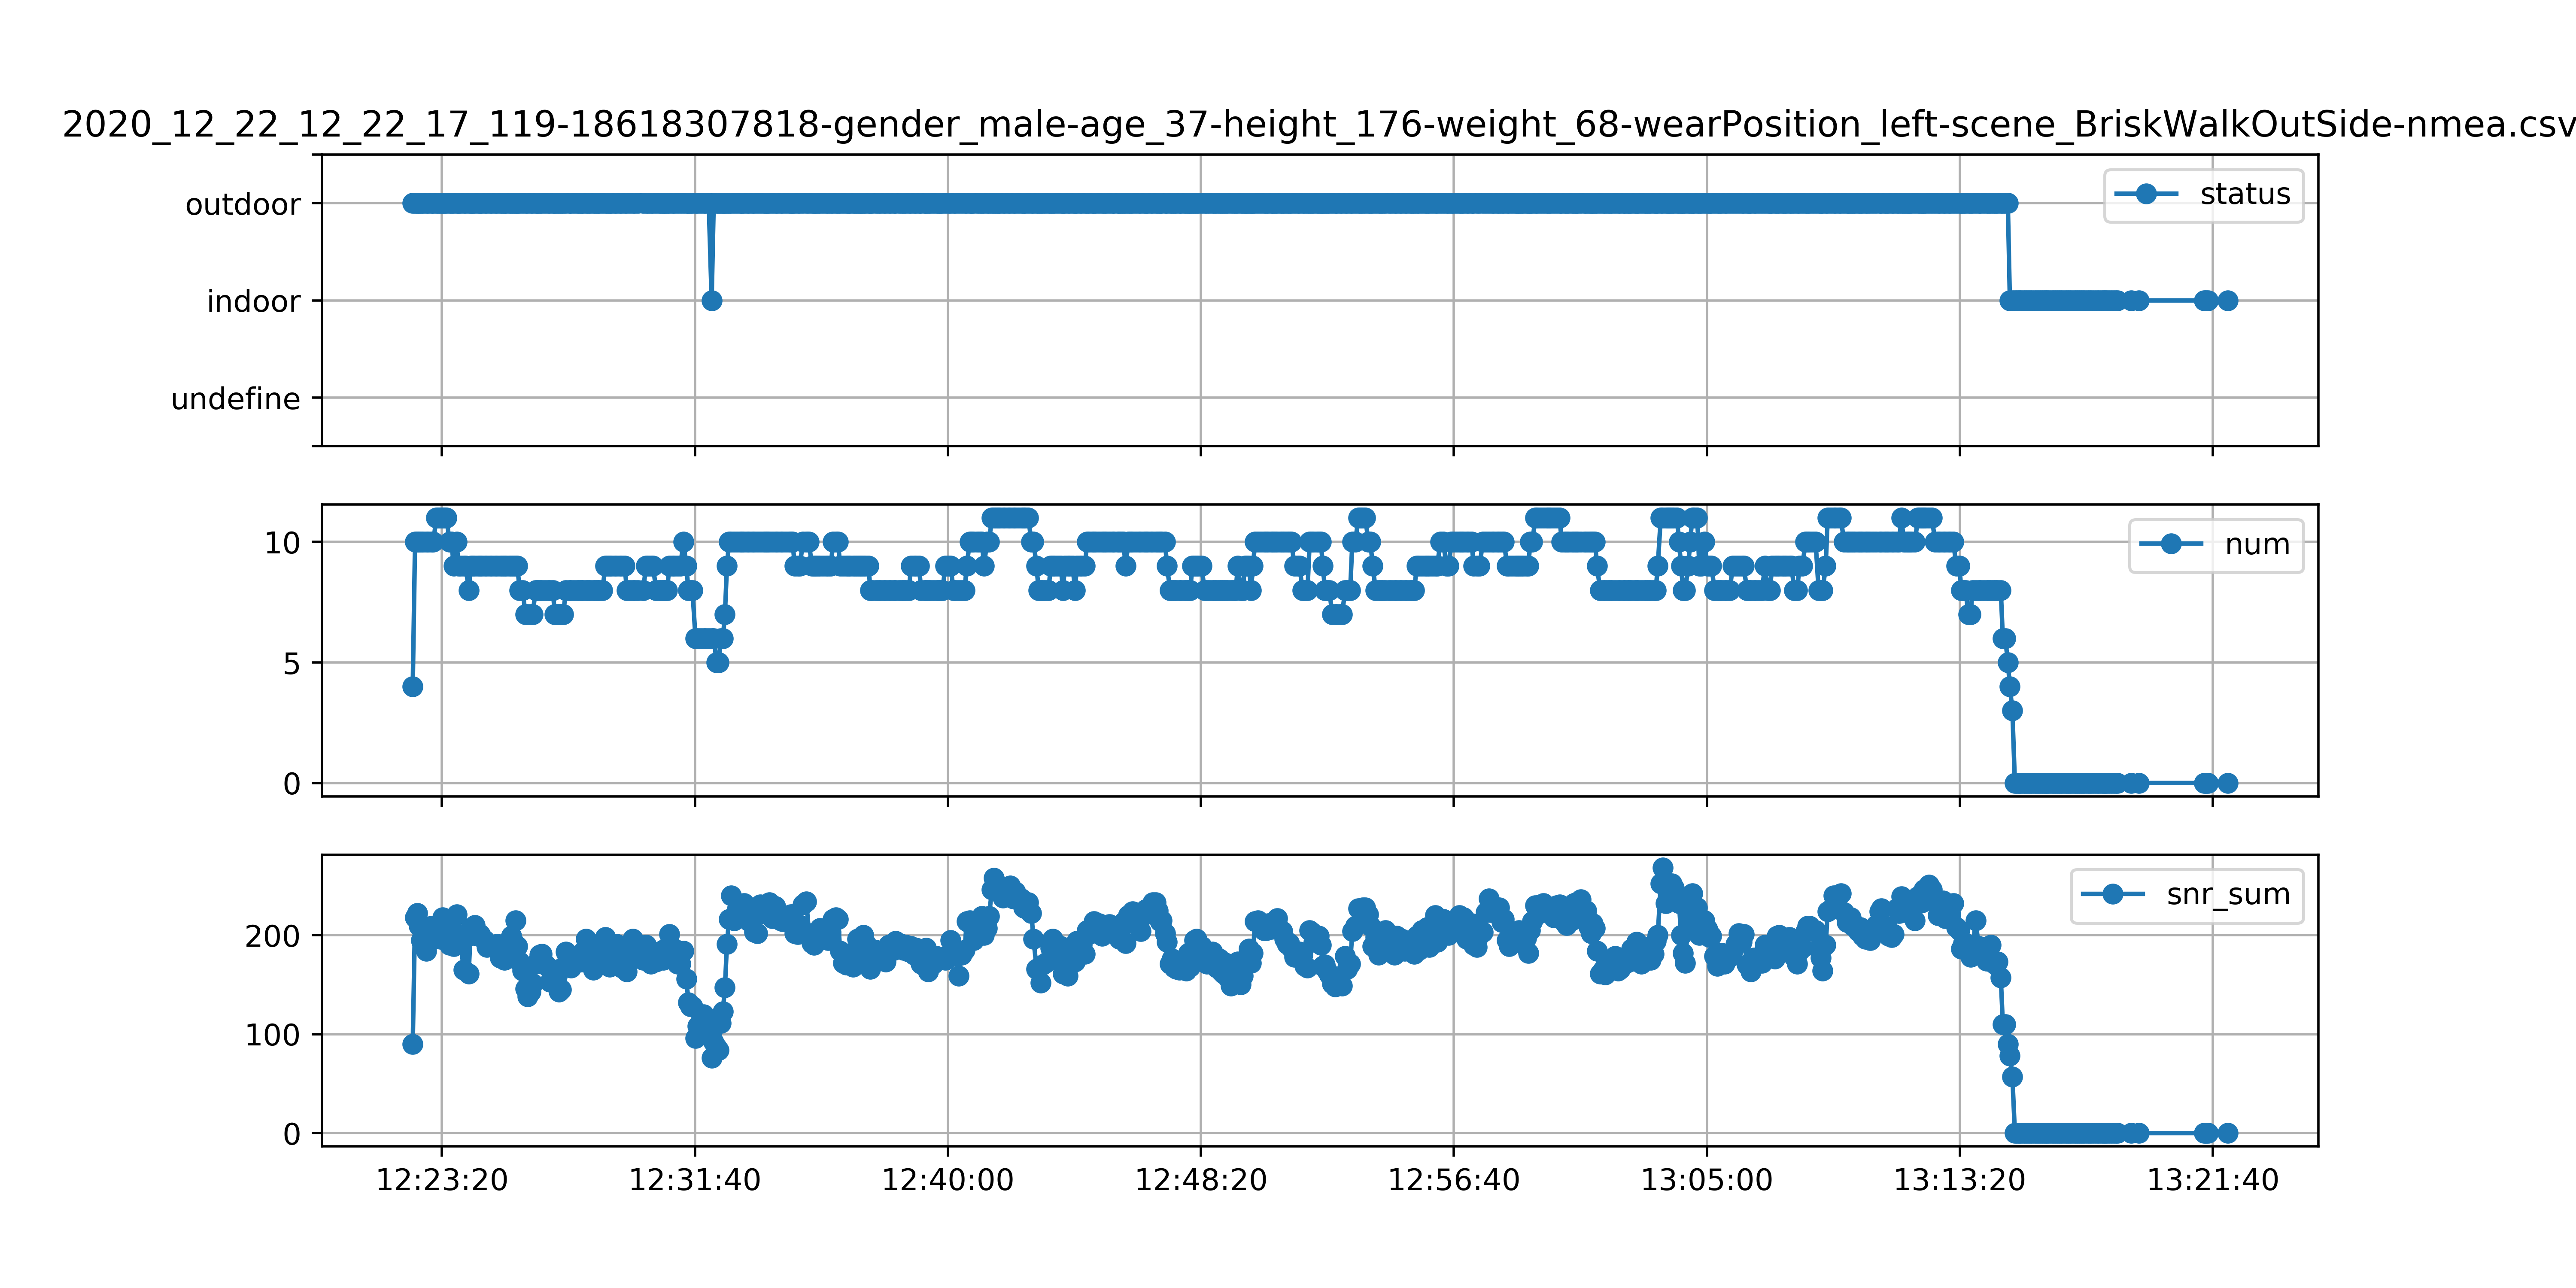 2020_12_22_12_22_17_119-18618307818-gender_male-age_37-height_176-weight_68-wearPosition_left-scene_BriskWalkOutSide-nmea.csv
outdoor
status
indoor
undefine
10
num
5
0
snr_sum
200
100
0
12:23:20 12:31:40 12:40:00 12:48:20 12:56:40 13:05:00 13:13:20 13:21:40